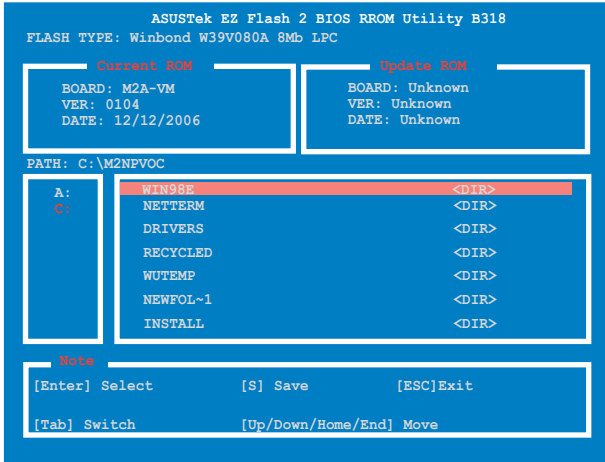 ASUSTek EZ Flash 2 BIOS RROM Utility B318
FLASH TYPE: Winbond W39V080A 8Mb LPC
Current ROM
BOARD: M2A-VM
VER: 0104
DATE: 12/12/2006
Update ROM
BOARD: Unknown
VER: Unknown
DATE: Unknown
PATH: C:\M2NPVOC
A:
C:
WIN98E <DIR>
NETTERM <DIR>
DRIVERS <DIR>
RECYCLED <DIR>
WUTEMP <DIR>
NEWFOL~1 <DIR>
INSTALL <DIR>
Note
[Enter] Select [S] Save [ESC]Exit
[Tab] Switch [Up/Down/Home/End] Move